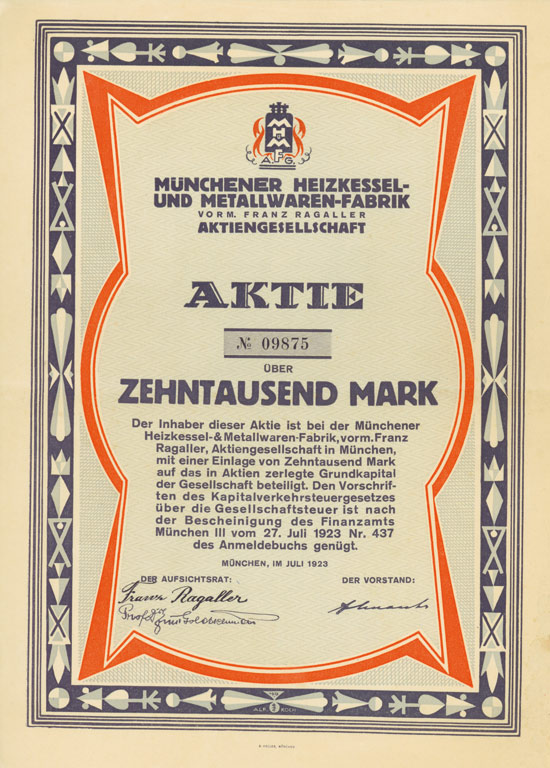 M H M
A. F. G.
MÜNCHENER HEIZKESSEL-
UND METALLWAREN-FABRIK
VORM. FRANZ RAGALLER
AKTIENGESELLSCHAFT
AKTIE
№ 09875
ÜBER
ZEHNTAUSEND MARK
Der Inhaber dieser Aktie ist bei der Münchener
Heizkessel-&Metallwaren-Fabrik, vorm. Franz
Ragaller, Aktiengesellschaft in München,
mit einer Einlage von Zehntausend Mark
auf das in Aktien zerlegte Grundkapital
der Gesellschaft beteiligt. Den Vorschrif-
ten des Kapitalverkehrsteuergesetzes
über die Gesellschaftsteuer ist nach
der Bescheinigung des Finanzamts
München III vom 27. Juli 1923 Nr. 437
des Anmeldebuchs genügt.
MÜNCHEN, IM JULI 1923
DER AUFSICHTSRAT: DER VORSTAND:
Franz Ragaller